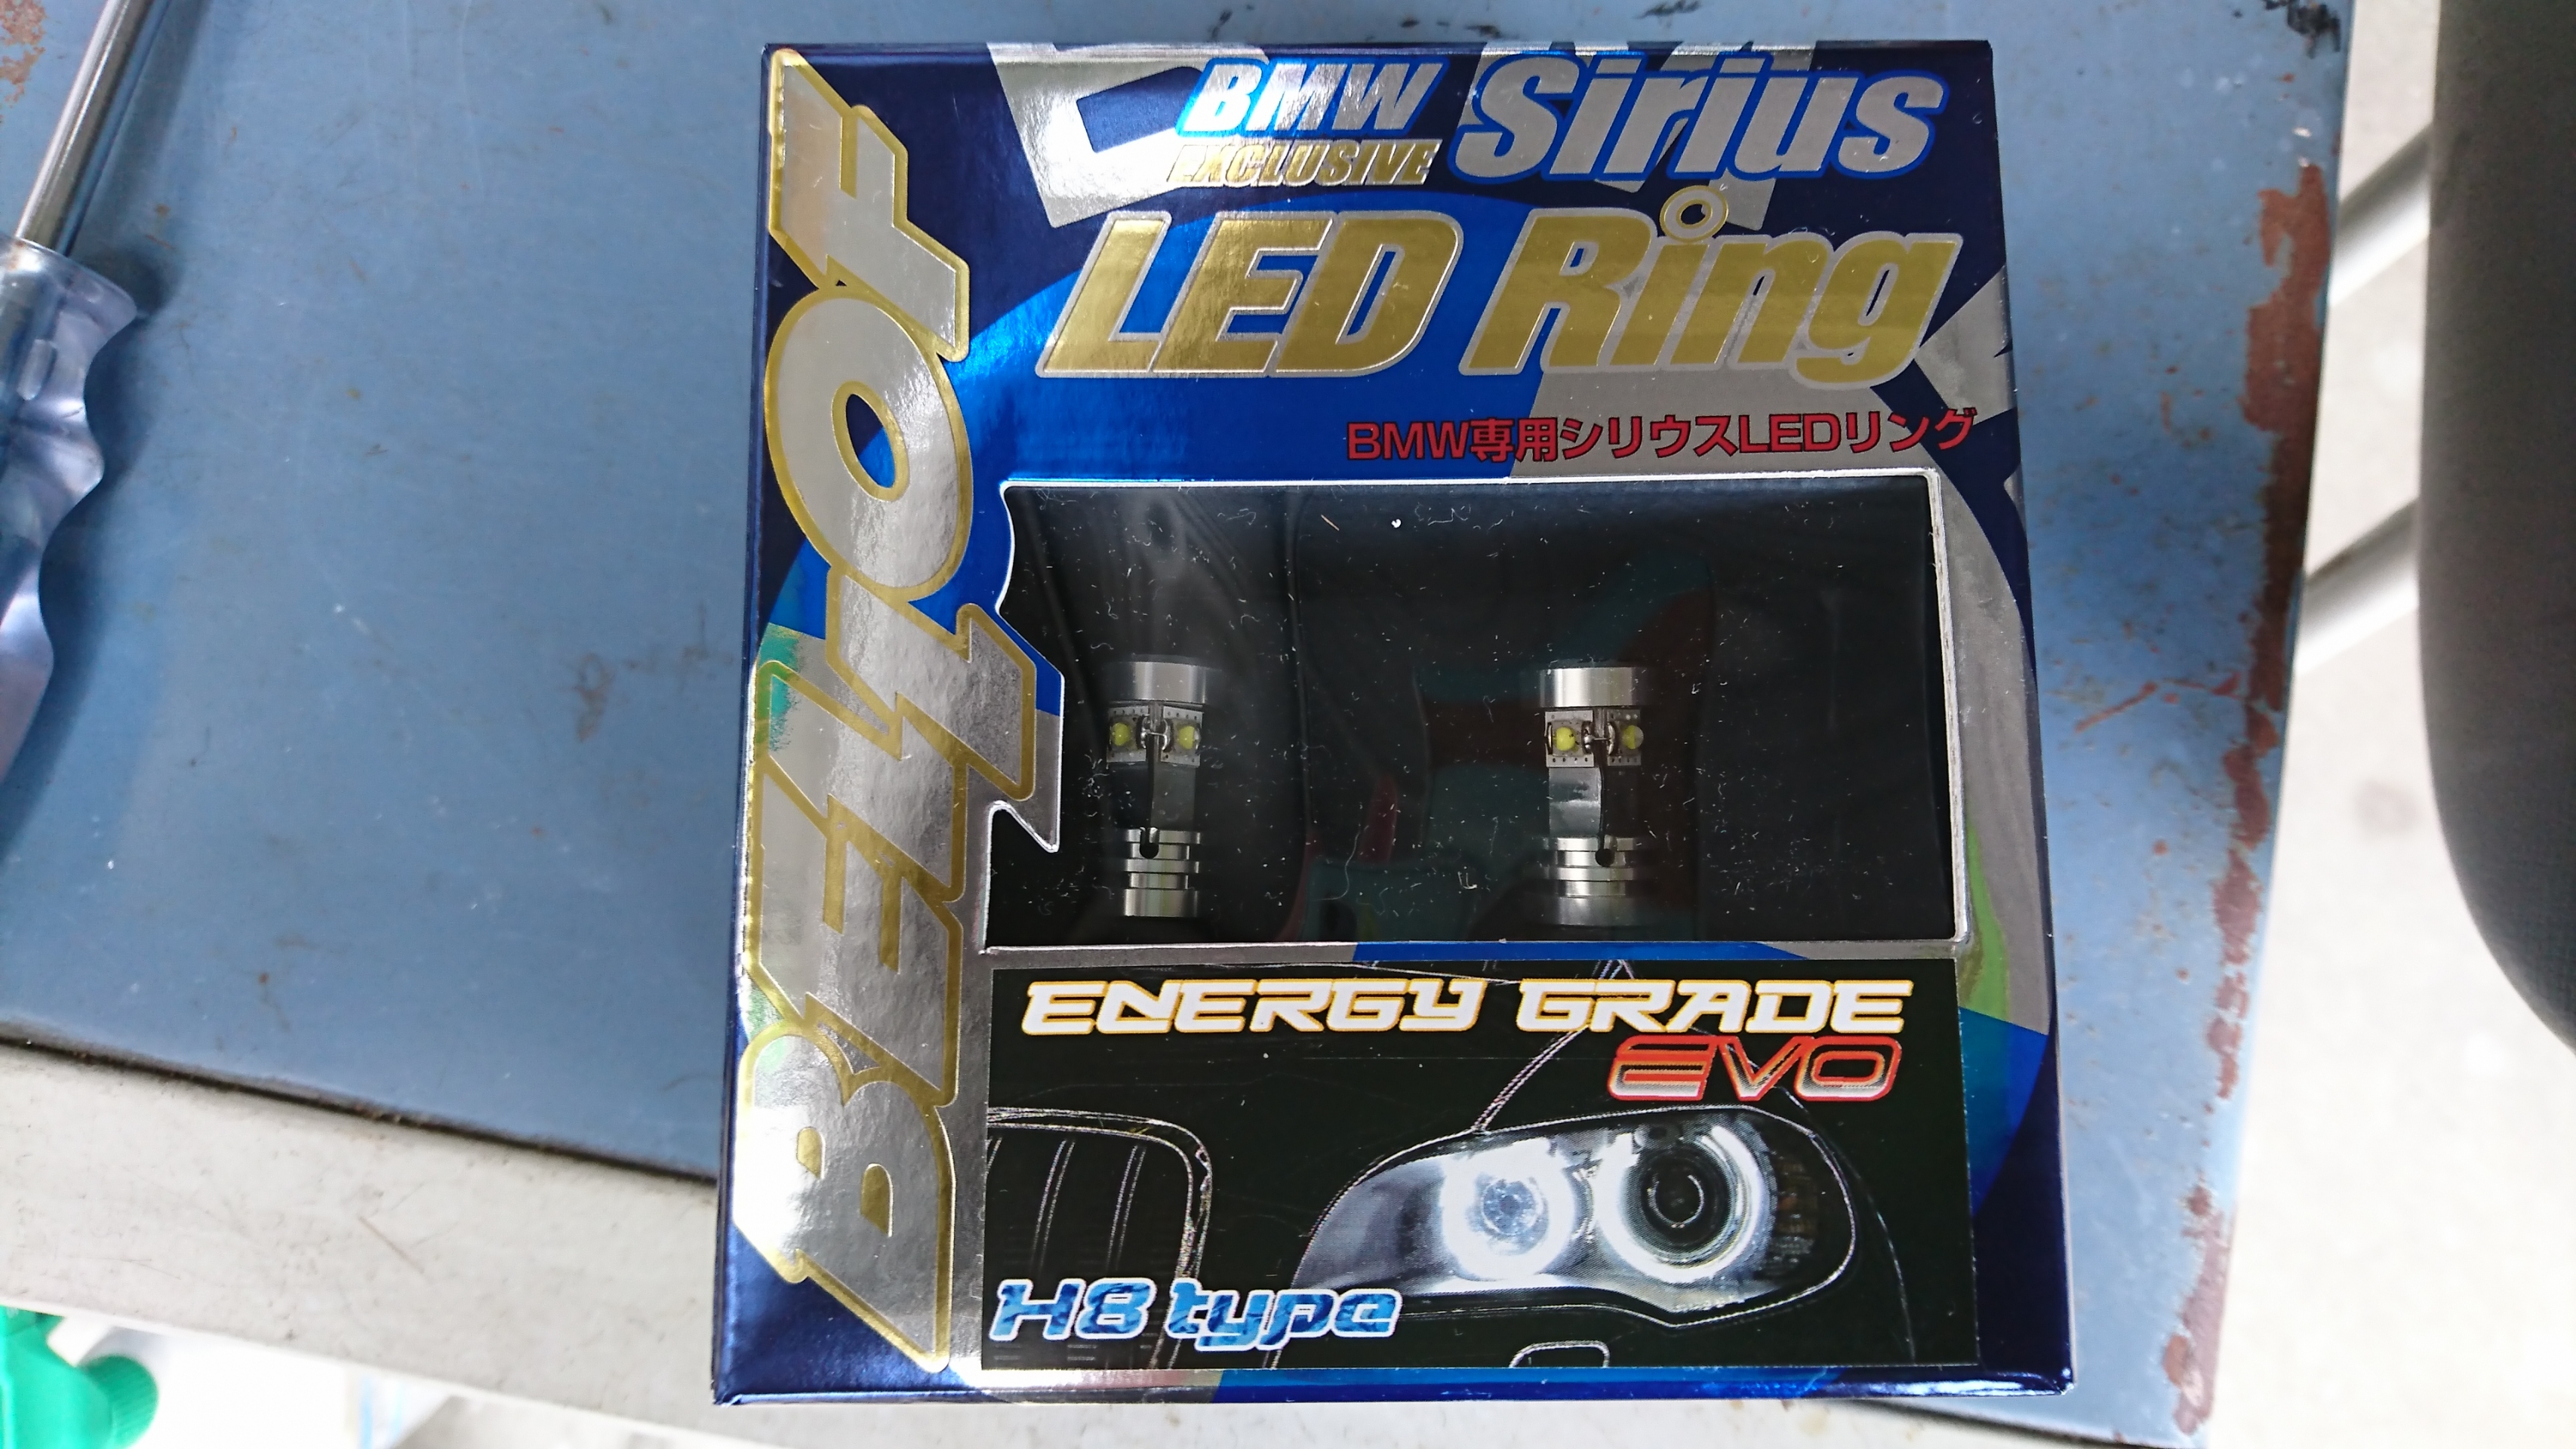 BELLOF
BMW
EXCLUSIVE
Sirius
LED Ring
BMW専用シリウスLEDリング
ENERGY GRADE
EVO
H8 type